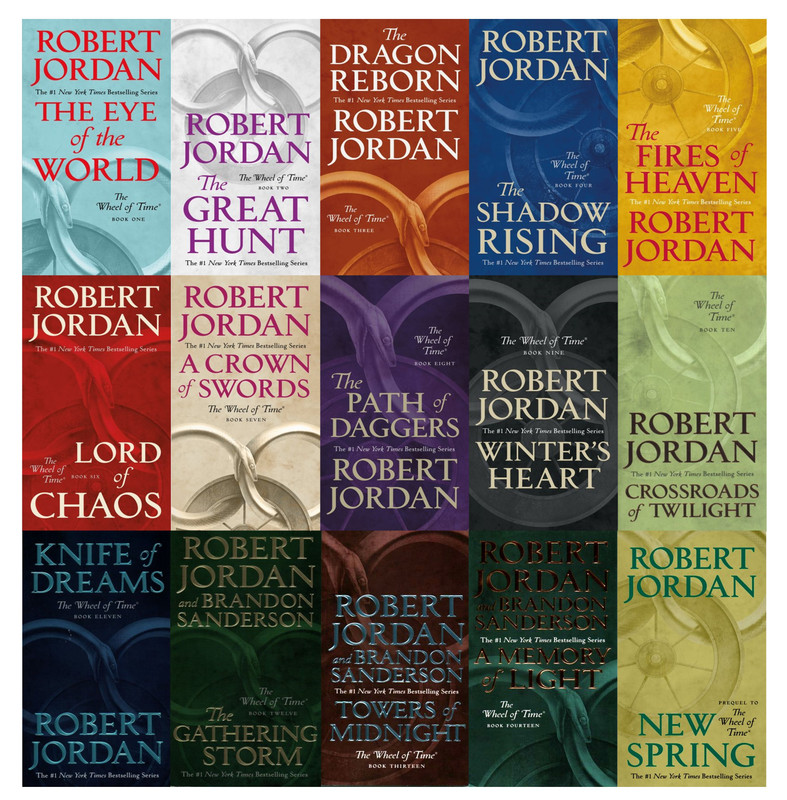 ROBERT
JORDAN
The #1 New York Times Bestselling Series
THE EYE
of the
WORLD
The
Wheel of
Time®
BOOK ONE
ROBERT
JORDAN
The Wheel of Time®
BOOK TWO
The
GREAT
HUNT
The #1 New York Times Bestselling Series
The
DRAGON
REBORN
The #1 New York Times Bestselling Series
ROBERT
JORDAN
The
Wheel of Time®
BOOK THREE
ROBERT
JORDAN
The
Wheel of
Time®
BOOK FOUR
The
SHADOW
RISING
The #1 New York Times Bestselling Series
The
Wheel of
Time®
BOOK FIVE
The
FIRES of
HEAVEN
The #1 New York Times Bestselling Series
ROBERT
JORDAN
ROBERT
JORDAN
The #1 New York Times Bestselling Series
The
Wheel of
Time®
BOOK SIX
LORD
of
CHAOS
ROBERT
JORDAN
The #1 New York Times Bestselling Series
A CROWN
of SWORDS
The Wheel of Time®
BOOK SEVEN
The
Wheel of
Time®
BOOK EIGHT
The
PATH of
DAGGERS
The #1 New York Times Bestselling Series
ROBERT
JORDAN
The Wheel of Time®
BOOK NINE
ROBERT
JORDAN
The #1 New York Times Bestselling Series
WINTER'S
HEART
The
Wheel of
Time®
BOOK TEN
ROBERT
JORDAN
The #1 New York Times Bestselling Series
CROSSROADS
of TWILIGHT
KNIFE of
DREAMS
The Wheel of Time®
BOOK ELEVEN
ROBERT
JORDAN
The #1 New York Times Bestselling Series
ROBERT
JORDAN
and BRANDON
SANDERSON
The
Wheel of
Time®
BOOK TWELVE
The
GATHERING
STORM
The #1 New York Times Bestselling Series
ROBERT
JORDAN
and BRANDON
SANDERSON
The #1 New York Times Bestselling Series
TOWERS of
MIDNIGHT
The Wheel of Time®
BOOK THIRTEEN
ROBERT
JORDAN
and BRANDON
SANDERSON
The #1 New York Times Bestselling Series
A MEMORY
of LIGHT
The
Wheel of Time®
BOOK FOURTEEN
ROBERT
JORDAN
PREQUEL TO
The
Wheel of
Time®
NEW
SPRING
The #1 New York Times Bestselling Series